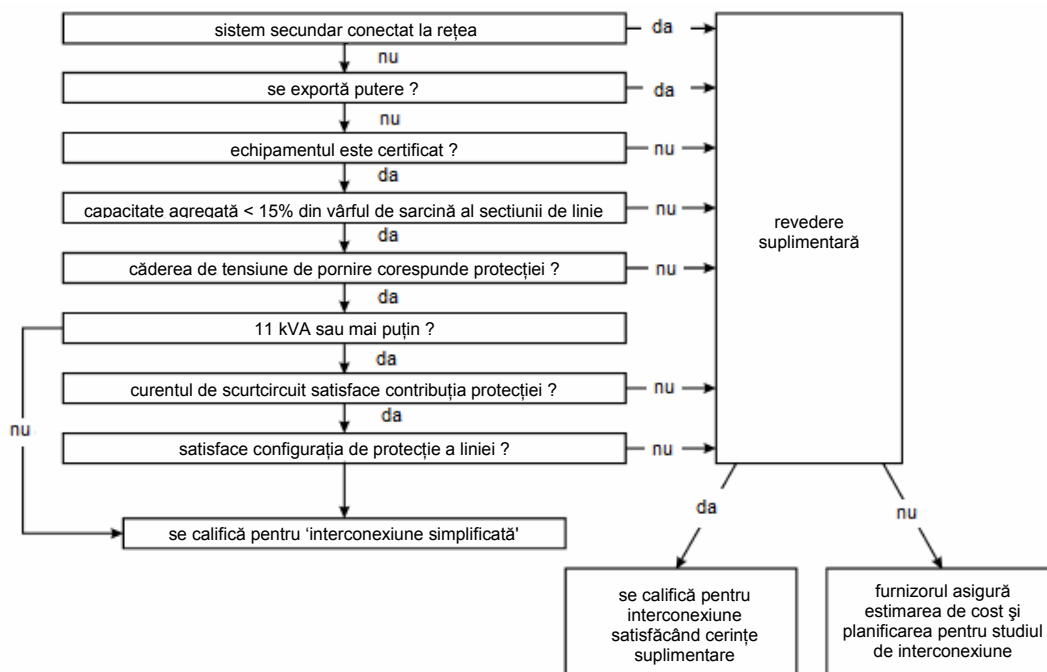 sistem secundar conectat la rețea
da
nu
se exportă putere ?
da
nu
echipamentul este certificat ?
nu
da
capacitate agregată < 15% din vârful de sarcină al sectiunii de linie
nu
da
căderea de tensiune de pornire corespunde protecției ?
nu
da
11 kVA sau mai puțin ?
da
curentul de scurtcircuit satisface contribuția protecției ?
nu
da
nu
satisface configurația de protecție a liniei ?
nu
se califică pentru ‘interconexiune simplificată'
revedere
suplimentară
da
nu
se califică pentru
interconexiune
satisfăcând cerințe
suplimentare
furnizorul asigură
estimarea de cost şi
planificarea pentru studiul
de interconexiune